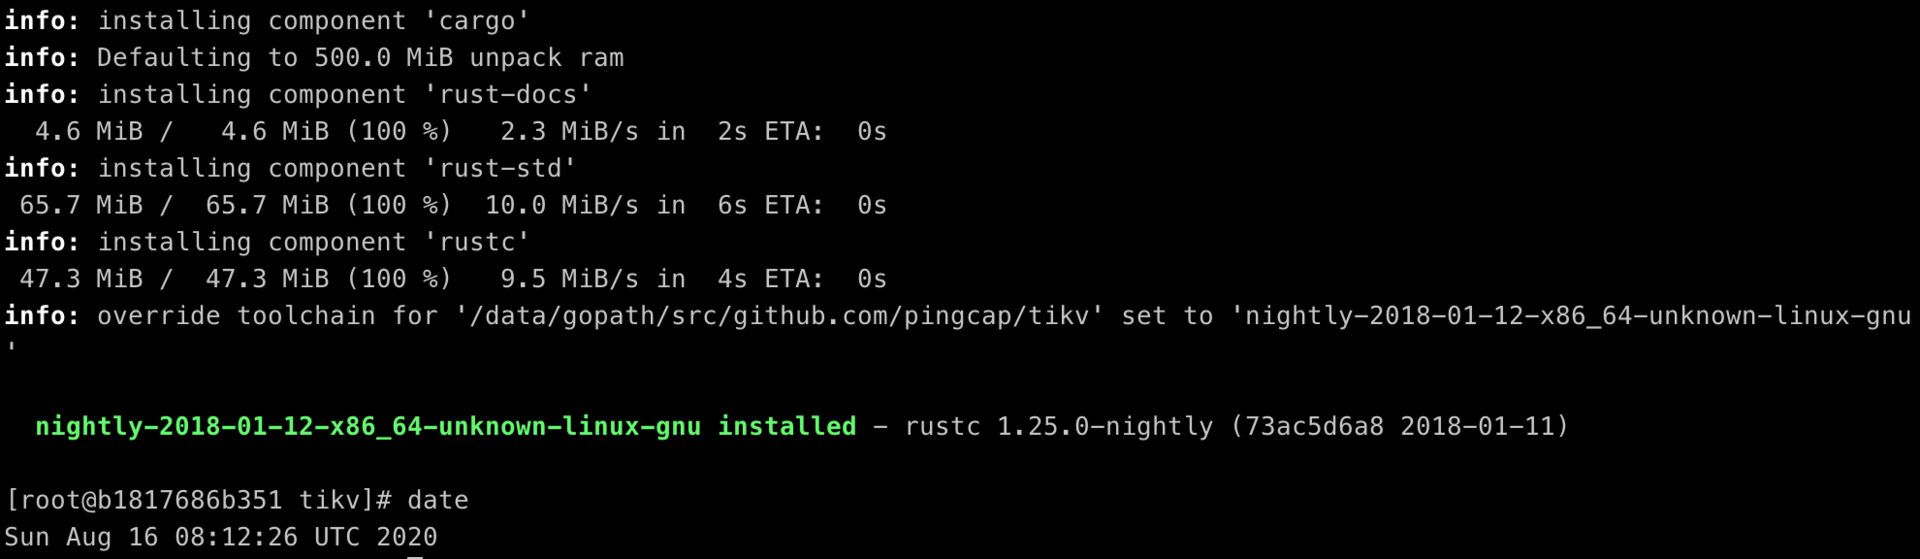 info: installing component 'cargo'
info: Defaulting to 500.0 MiB unpack ram
info: installing component 'rust-docs'
  4.6 MiB /   4.6 MiB (100 %)   2.3 MiB/s in  2s ETA:  0s
info: installing component 'rust-std'
 65.7 MiB /  65.7 MiB (100 %)  10.0 MiB/s in  6s ETA:  0s
info: installing component 'rustc'
 47.3 MiB /  47.3 MiB (100 %)   9.5 MiB/s in  4s ETA:  0s
info: override toolchain for '/data/gopath/src/github.com/pingcap/tikv' set to 'nightly-2018-01-12-x86_64-unknown-linux-gnu
'
  nightly-2018-01-12-x86_64-unknown-linux-gnu installed - rustc 1.25.0-nightly (73ac5d6a8 2018-01-11)
[root@b1817686b351 tikv]# date
Sun Aug 16 08:12:26 UTC 2020